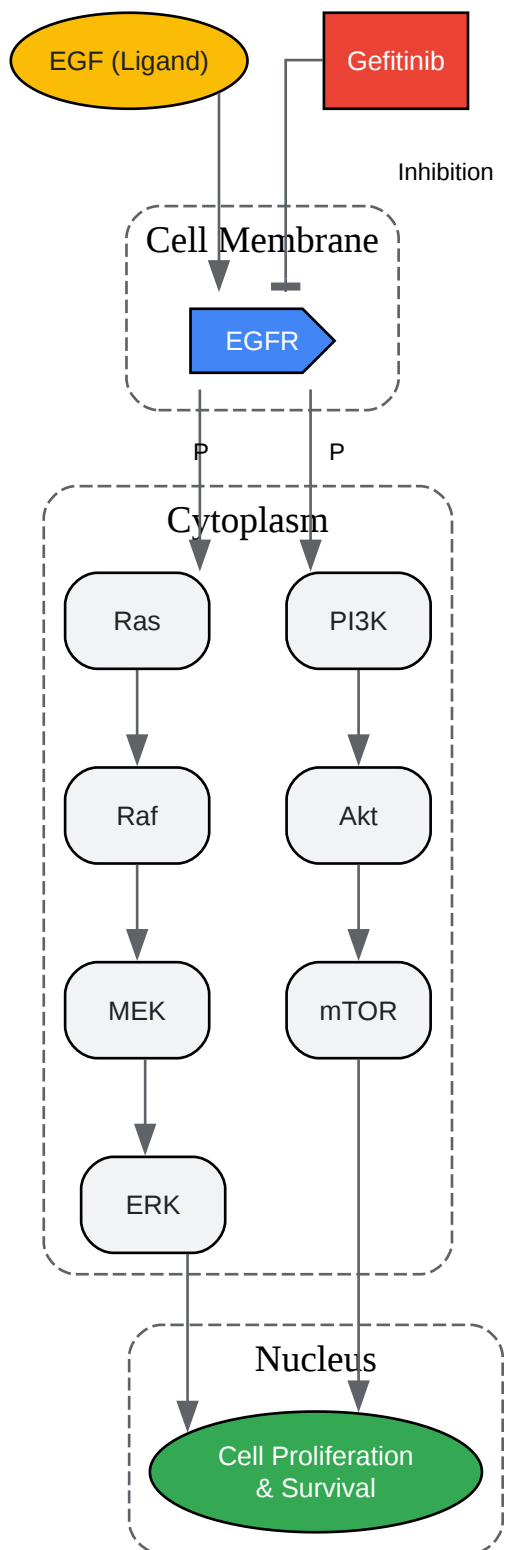 EGF (Ligand)
Gefitinib
Inhibition
Cell Membrane
EGFR
P
P
Cytoplasm
Ras
PI3K
Raf
Akt
MEK
mTOR
ERK
Nucleus
Cell Proliferation
& Survival